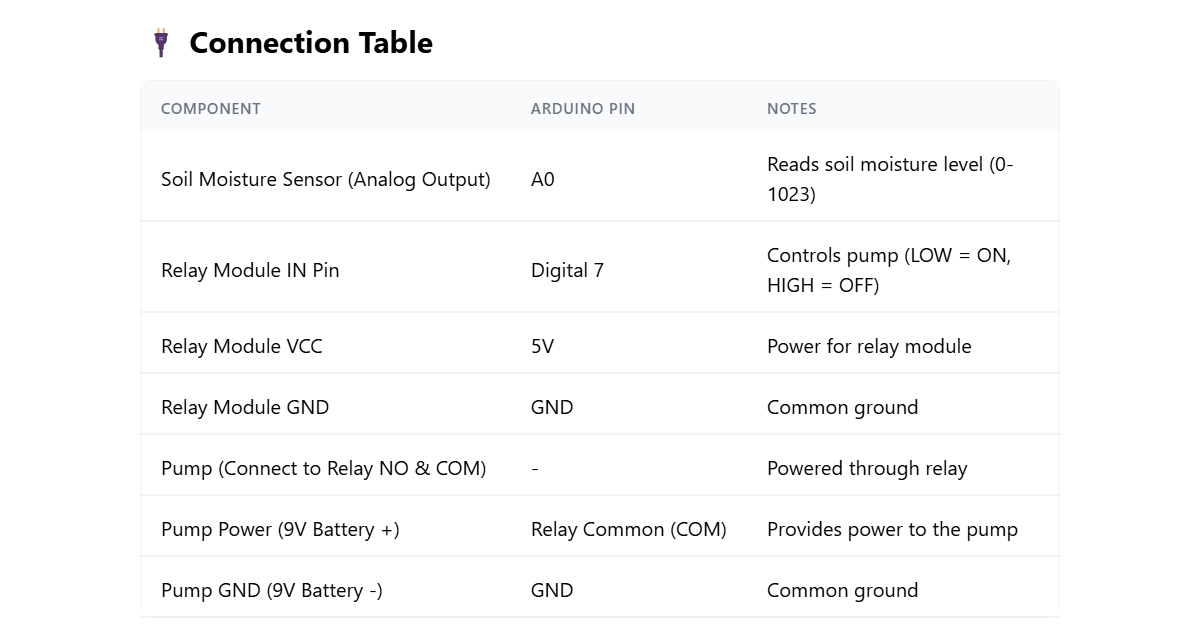 Connection Table
COMPONENT ARDUINO PIN NOTES
Soil Moisture Sensor (Analog Output) A0 Reads soil moisture level (0-
1023)
Relay Module IN Pin Digital 7 Controls pump (LOW = ON,
HIGH = OFF)
Relay Module VCC 5V Power for relay module
Relay Module GND GND Common ground
Pump (Connect to Relay NO & COM) - Powered through relay
Pump Power (9V Battery +) Relay Common (COM) Provides power to the pump
Pump GND (9V Battery -) GND Common ground